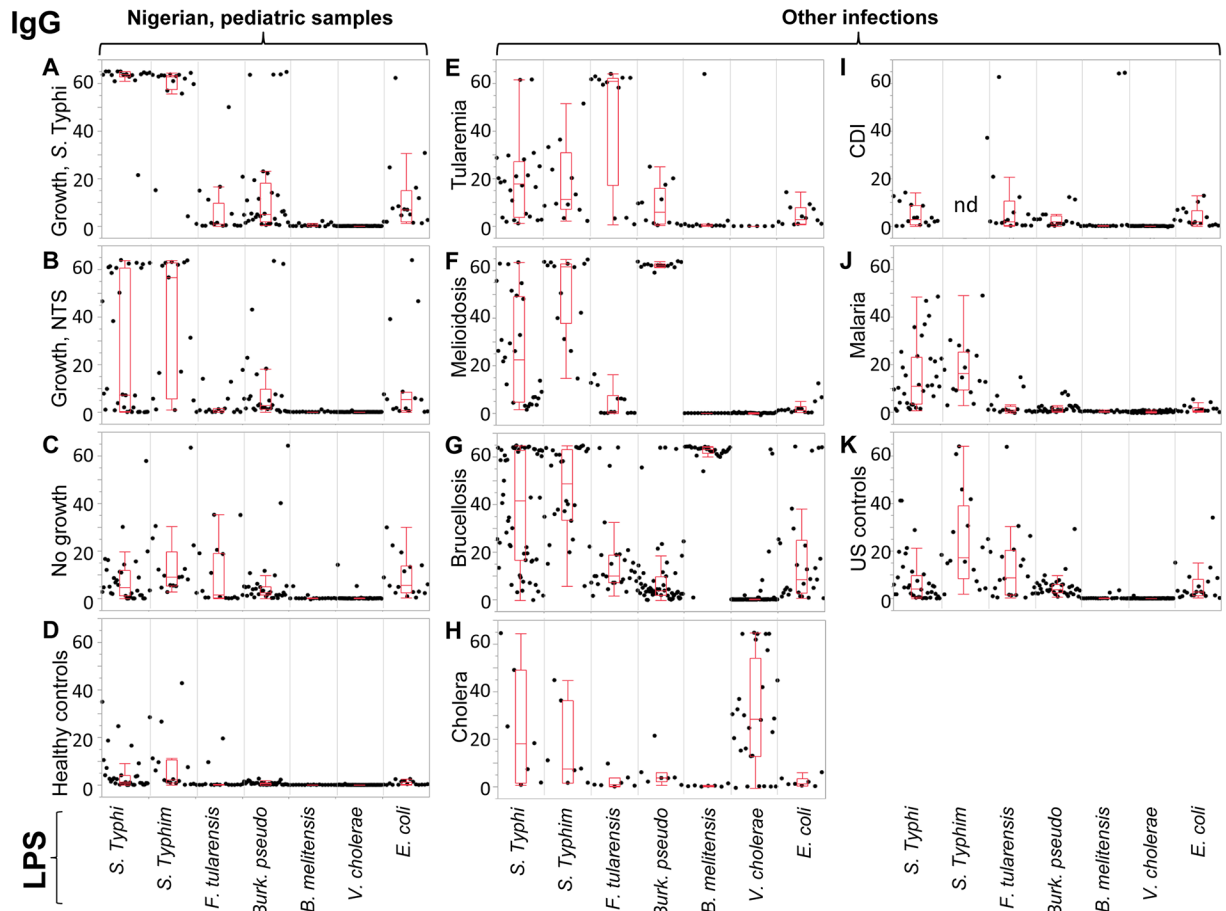 IgG
Nigerian, pediatric samples
Other infections
A
Growth, S. Typhi
60
40
20
0
E
Tularemia
60
40
20
0
I
CDI
60
40
20
0
nd
B
Growth, NTS
60
40
20
0
F
Melioidosis
60
40
20
0
J
Malaria
60
40
20
0
C
No growth
60
40
20
0
G
Brucellosis
60
40
20
0
K
US controls
60
40
20
0
D
Healthy controls
60
40
20
0
H
Cholera
60
40
20
0
LPS
S. Typhi
S. Typhim
F. tularensis
Burk. pseudo
B. melitensis
V. cholerae
E. coli
S. Typhi
S. Typhim
F. tularensis
Burk. pseudo
B. melitensis
V. cholerae
E. coli
S. Typhi
S. Typhim
F. tularensis
Burk. pseudo
B. melitensis
V. cholerae
E. coli